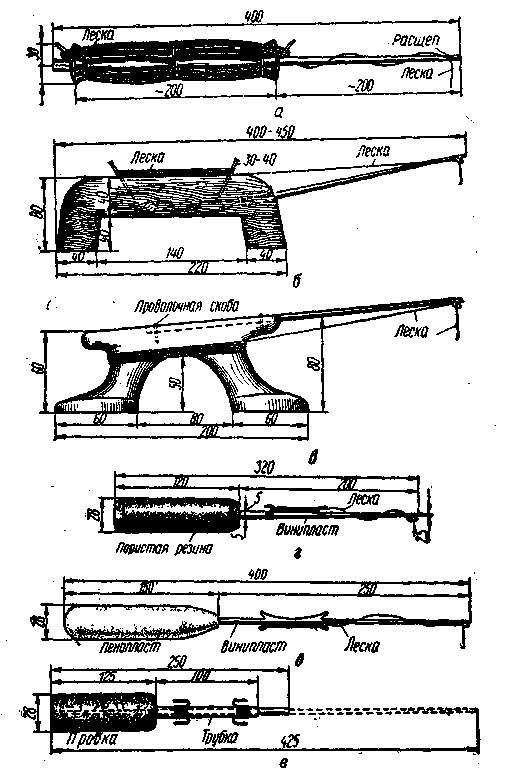 400
Леска
30
Расщеп
Леска
~200
~200
а
400-450
Леска
30-40
Леска
80
40
40
40
140
40
220
б
Проволочная скоба
Леска
60
50
80
60
80
60
200
в
320
120
200
5
Леска
28
Винипласт
Пористая резина
г
400
150
250
28
Пенопласт
Винипласт
Леска
д
250
125
100
28
Пробка
Трубка
425
е